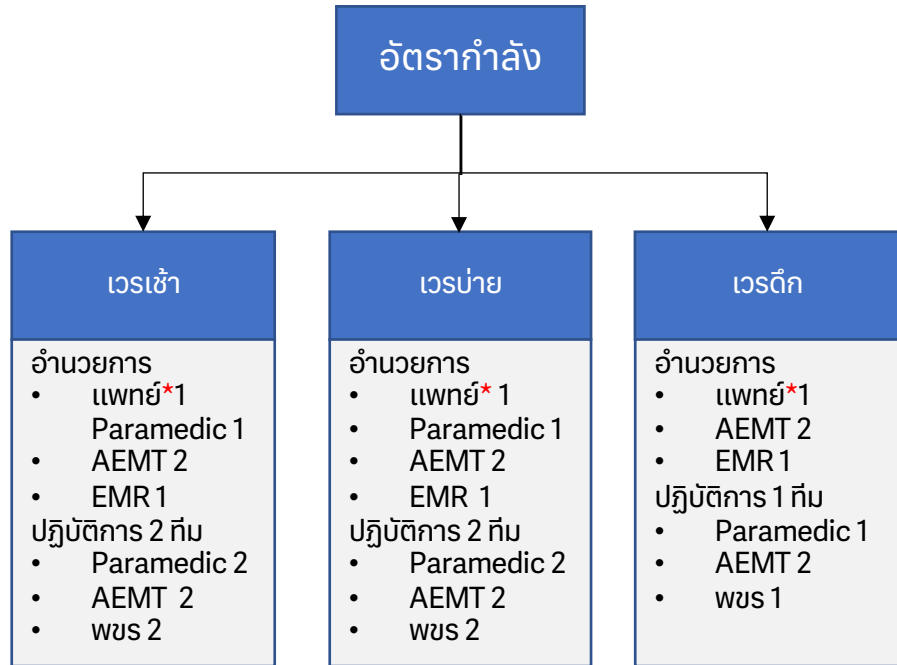 อัตรากำลัง
เวรเช้า
อำนวยการ
• แพทย์*1
Paramedic 1
• AEMT 2
• EMR 1
ปฏิบัติการ 2 ทีม
• Paramedic 2
• AEMT 2
• พขร 2
เวรบ่าย
อำนวยการ
• แพทย์* 1
• Paramedic 1
• AEMT 2
• EMR 1
ปฏิบัติการ 2 ทีม
• Paramedic 2
• AEMT 2
• พขร 2
เวรดึก
อำนวยการ
• แพทย์*1
• AEMT 2
• EMR 1
ปฏิบัติการ 1 ทีม
• Paramedic 1
• AEMT 2
• พขร 1